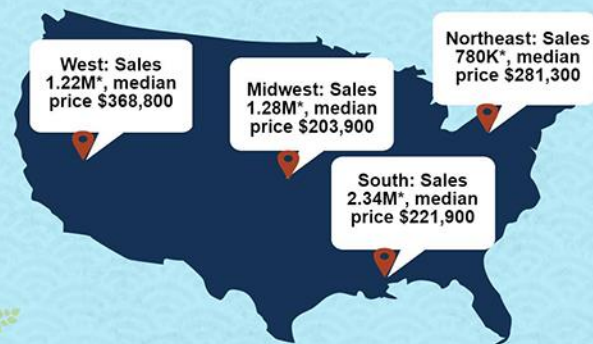 West: Sales
1.22M*, median
price $368,800
Midwest: Sales
1.28M*, median
price $203,900
Northeast: Sales
780K*, median
price $281,300
South: Sales
2.34M*, median
price $221,900